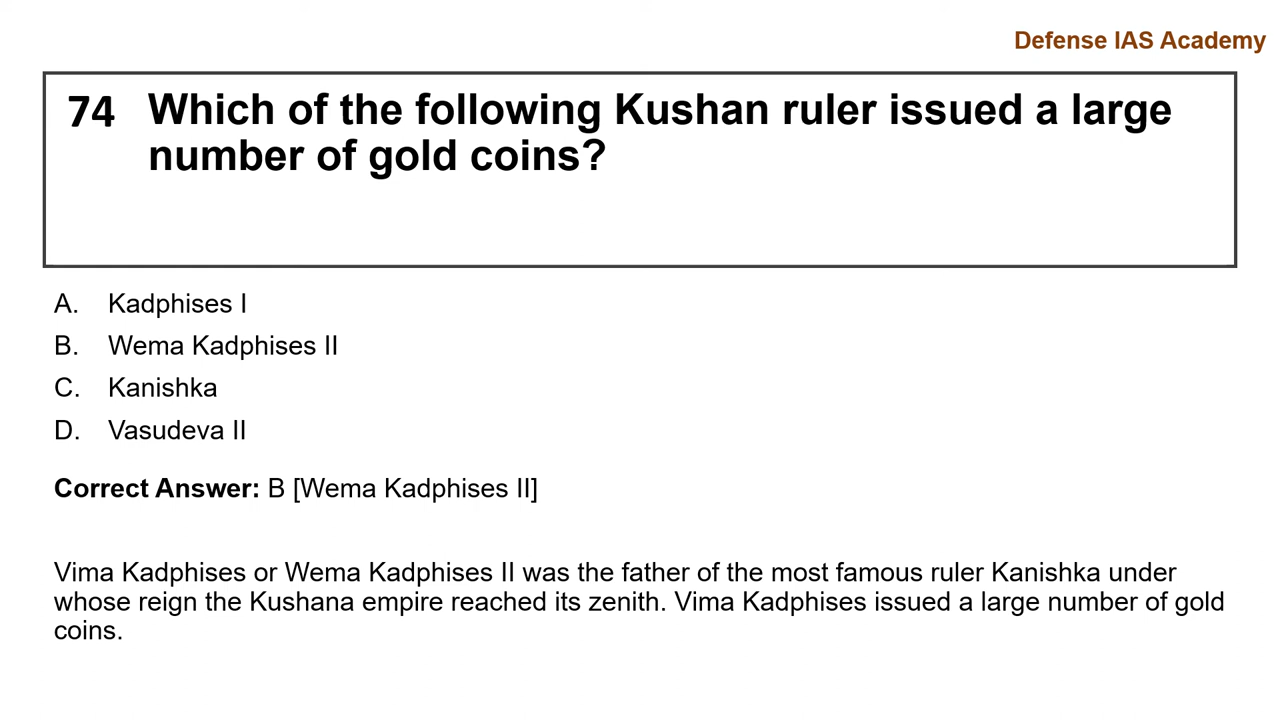 Defense IAS Academy
74 Which of the following Kushan ruler issued a large
number of gold coins?
A. Kadphises I
B. Wema Kadphises II
C. Kanishka
D. Vasudeva II
Correct Answer: B [Wema Kadphises II]
Vima Kadphises or Wema Kadphises II was the father of the most famous ruler Kanishka under
whose reign the Kushana empire reached its zenith. Vima Kadphises issued a large number of gold
coins.